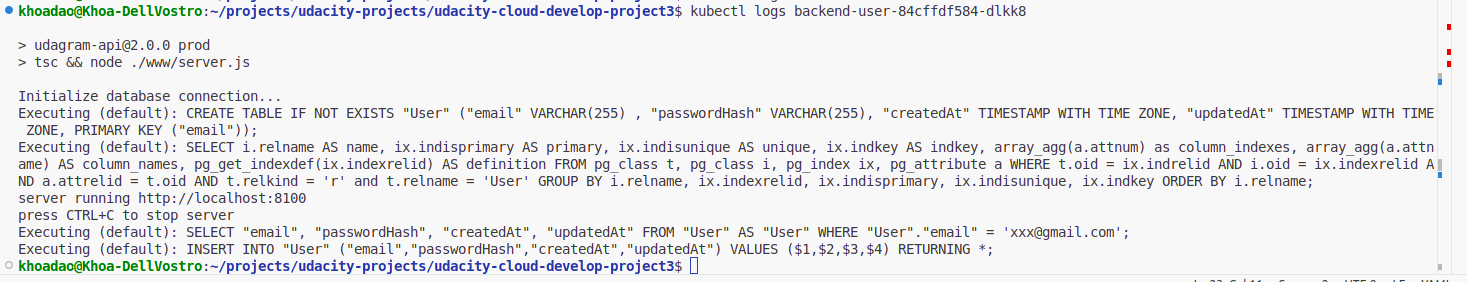 khoadao@Khoa-DellVostro:~/projects/udacity-projects/udacity-cloud-develop-project3$ kubectl logs backend-user-84cffdf584-dlkk8
> udagram-api@2.0.0 prod
> tsc && node ./www/server.js
Initialize database connection...
Executing (default): CREATE TABLE IF NOT EXISTS "User" ("email" VARCHAR(255) , "passwordHash" VARCHAR(255), "createdAt" TIMESTAMP WITH TIME ZONE, "updatedAt" TIMESTAMP WITH TIME
ZONE, PRIMARY KEY ("email"));
Executing (default): SELECT i.relname AS name, ix.indisprimary AS primary, ix.indisunique AS unique, ix.indkey AS indkey, array_agg(a.attnum) as column_indexes, array_agg(a.attn
ame) AS column_names, pg_get_indexdef(ix.indexrelid) AS definition FROM pg_class t, pg_class i, pg_index ix, pg_attribute a WHERE t.oid = ix.indrelid AND i.oid = ix.indexrelid A
ND a.attrelid = t.oid AND t.relkind = 'r' and t.relname = 'User' GROUP BY i.relname, ix.indexrelid, ix.indisprimary, ix.indisunique, ix.indkey ORDER BY i.relname;
server running http://localhost:8100
press CTRL+C to stop server
Executing (default): SELECT "email", "passwordHash", "createdAt", "updatedAt" FROM "User" AS "User" WHERE "User"."email" = 'xxx@gmail.com';
Executing (default): INSERT INTO "User" ("email","passwordHash","createdAt","updatedAt") VALUES ($1,$2,$3,$4) RETURNING *;
khoadao@Khoa-DellVostro:~/projects/udacity-projects/udacity-cloud-develop-project3$